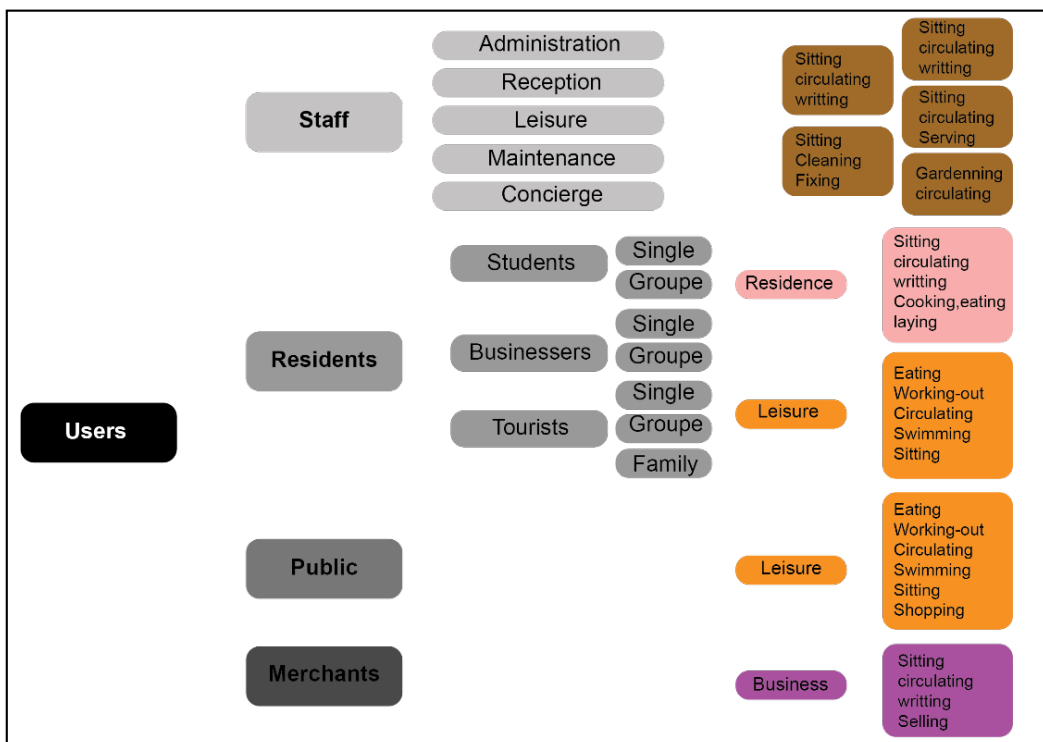 Users
Staff
Administration
Reception
Leisure
Maintenance
Concierge
Sitting
circulating
writting
Sitting
circulating
writting
Sitting
circulating
Serving
Sitting
Cleaning
Fixing
Gardenning
circulating
Residents
Students
Single
Groupe
Businessers
Single
Groupe
Tourists
Single
Groupe
Family
Residence
Sitting
circulating
writting
Cooking,eating
laying
Leisure
Eating
Working-out
Circulating
Swimming
Sitting
Public
Leisure
Eating
Working-out
Circulating
Swimming
Sitting
Shopping
Merchants
Business
Sitting
circulating
writting
Selling